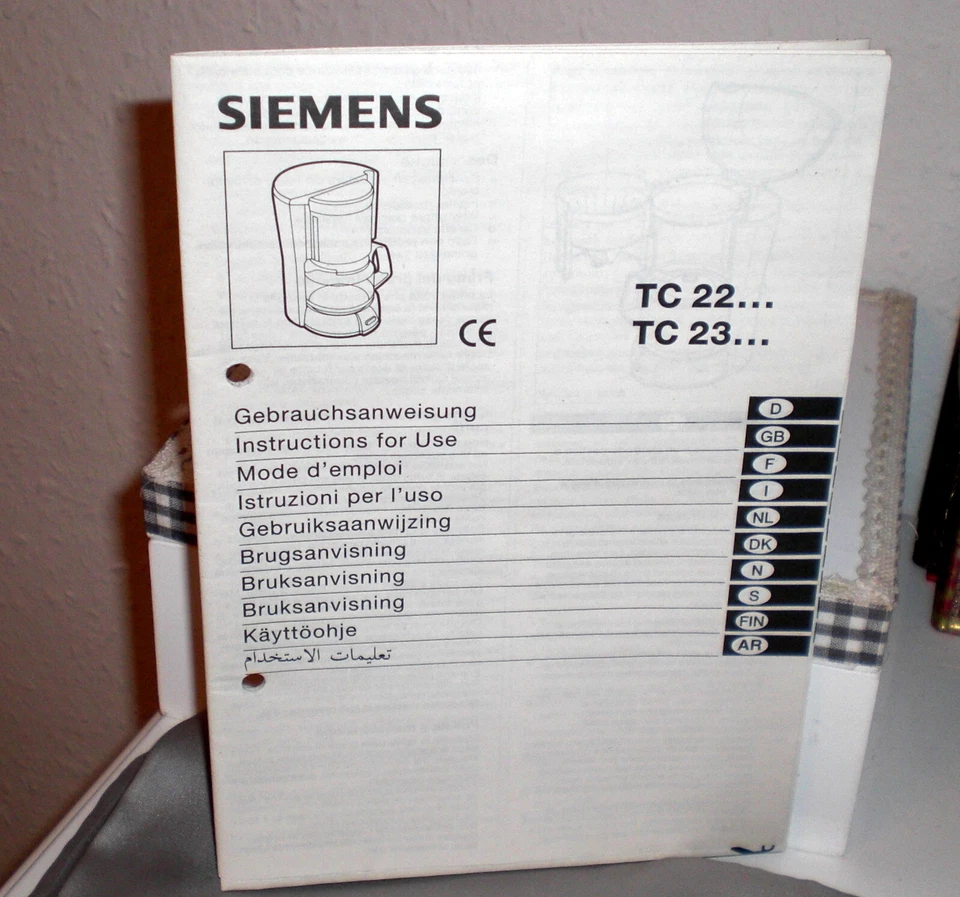 SIEMENS
CE
TC 22...
TC 23...
Gebrauchsanweisung D
Instructions for Use GB
Mode d'emploi F
Istruzioni per l'uso I
Gebruiksaanwijzing NL
Brugsanvisning DK
Bruksanvisning N
Bruksanvisning S
Käyttöohje FIN
تعليمات الاستخدام AR